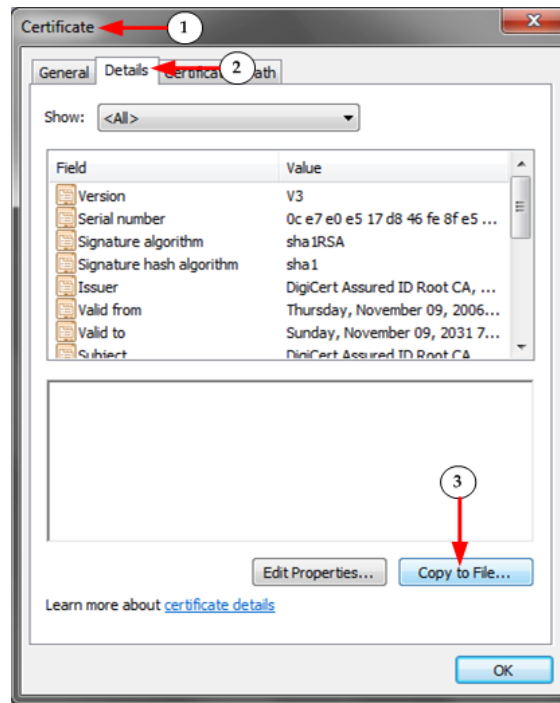 Certificate
1
General Details Certificat 2 ath
Show: <All>
Field Value
Version V3
Serial number 0c e7 e0 e5 17 d8 46 fe 8f e5 ...
Signature algorithm sha1RSA
Signature hash algorithm sha1
Issuer DigiCert Assured ID Root CA, ...
Valid from Thursday, November 09, 2006...
Valid to Sunday, November 09, 2031 7...
Subject DigiCert Assured ID Root CA
3
Edit Properties... Copy to File...
Learn more about certificate details
OK